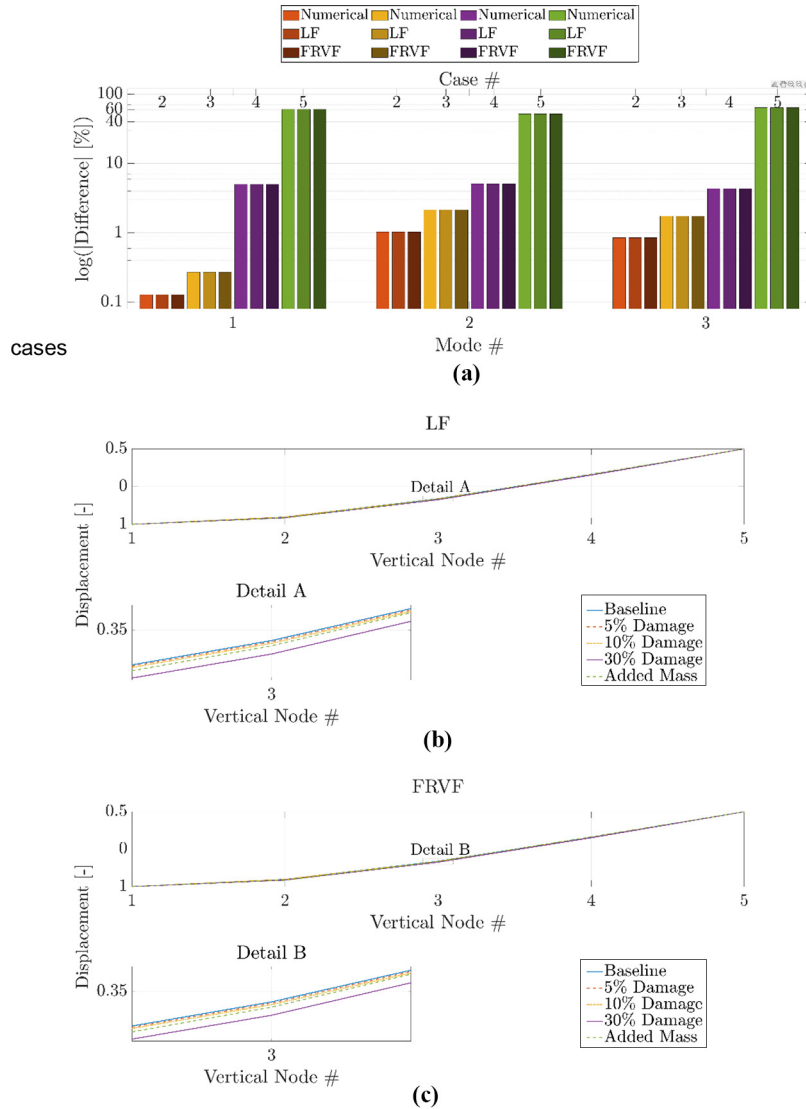 Numerical Numerical Numerical Numerical
LF LF LF LF
FRVF FRVF FRVF FRVF
Case #
2 3 4 5 2 3 4 5 2 3 4 5
100
60
40
10
1
0.1
log(|Difference| [%])
1 2 3
Mode #
cases
(a)
LF
0.5
0
1
Detail A
1 2 3 4 5
Vertical Node #
Displacement [-]
Detail A
0.35
3
Vertical Node #
Baseline
5% Damage
10% Damage
30% Damage
Added Mass
(b)
FRVF
0.5
0
1
Detail B
1 2 3 4 5
Vertical Node #
Displacement [-]
Detail B
0.35
3
Vertical Node #
Baseline
5% Damage
10% Damage
30% Damage
Added Mass
(c)